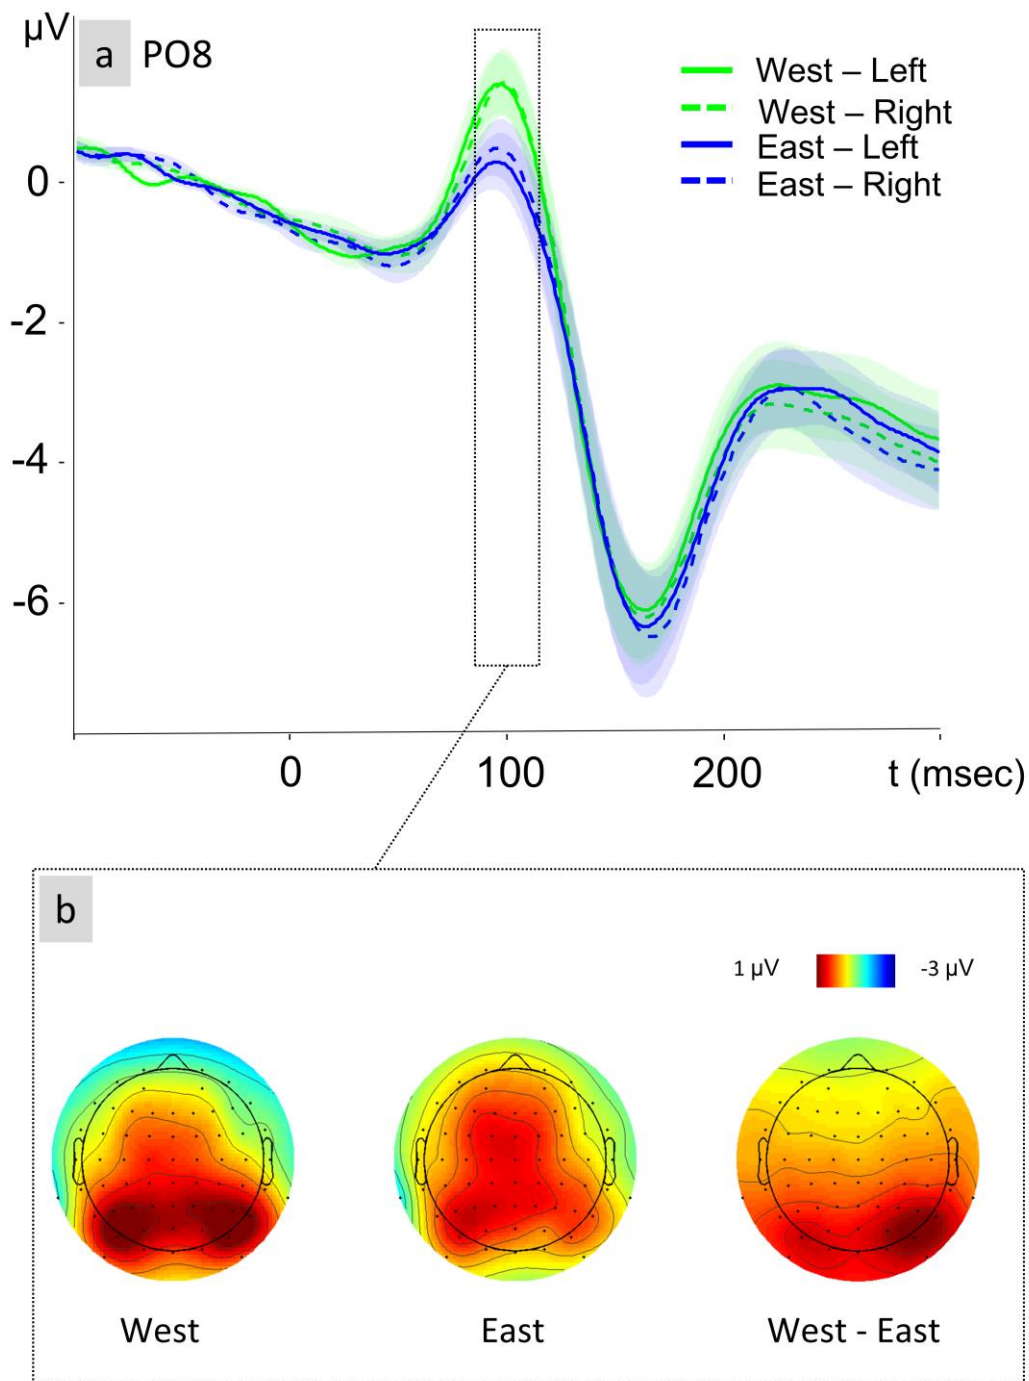 µV
a PO8
West – Left
West – Right
East – Left
East – Right
0
-2
-4
-6
0 100 200 t (msec)
b
1 µV -3 µV
West East West - East